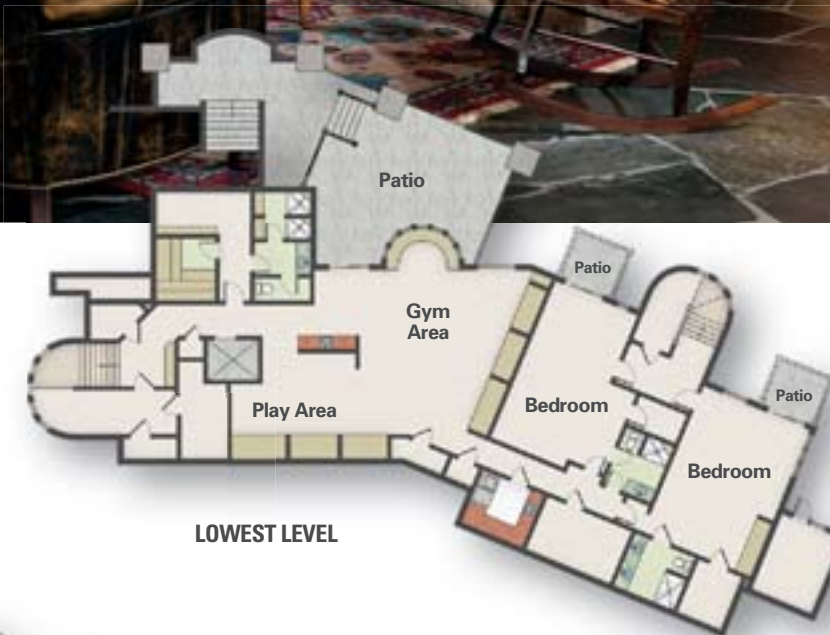 Patio
Patio
Gym
Area
Patio
Play Area
Bedroom
Bedroom
LOWEST LEVEL